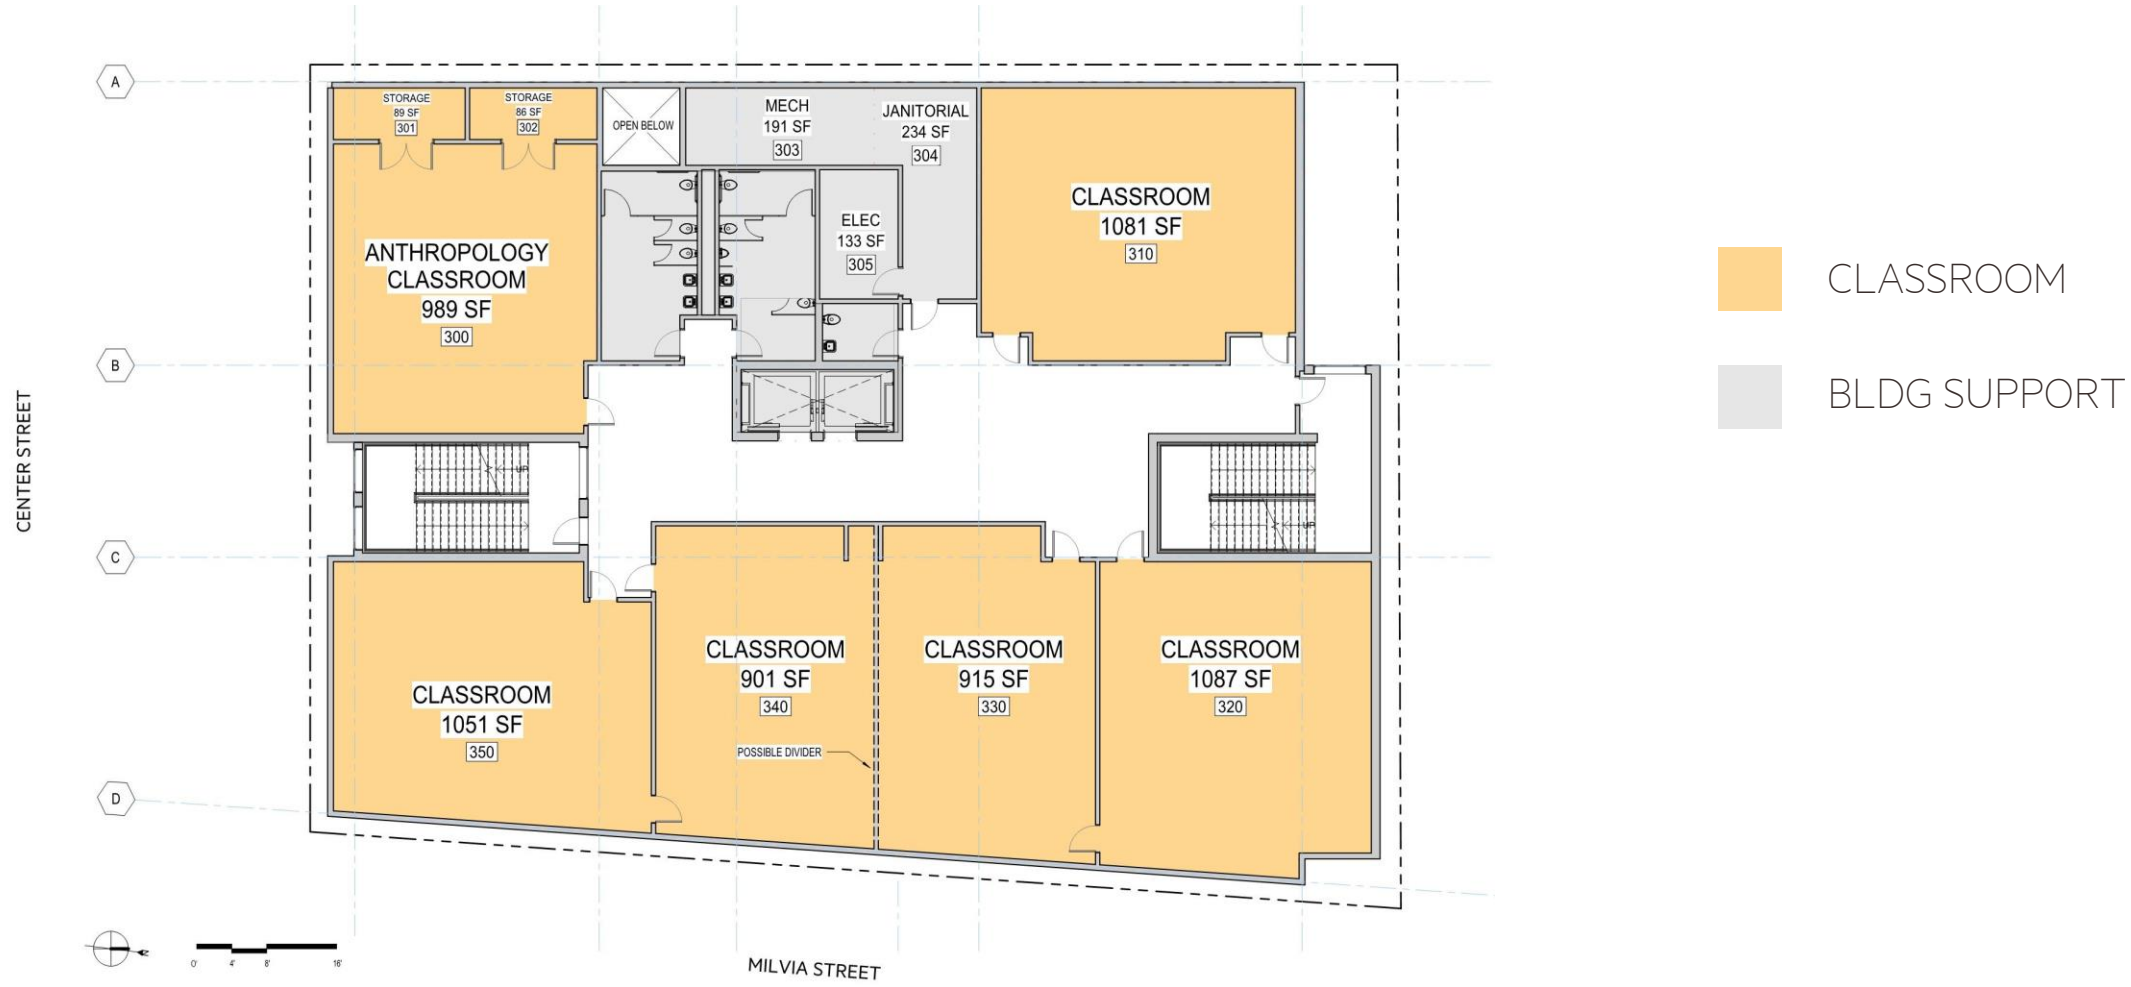 A
STORAGE
89 SF
301
STORAGE
86 SF
302
OPEN BELOW
MECH
191 SF
303
JANITORIAL
234 SF
304
CLASSROOM
1081 SF
310
ELEC
133 SF
305
ANTHROPOLOGY
CLASSROOM
989 SF
300
CLASSROOM
BLDG SUPPORT
B
CENTER STREET
UP
UP
C
CLASSROOM
1051 SF
350
CLASSROOM
901 SF
340
CLASSROOM
915 SF
330
CLASSROOM
1087 SF
320
POSSIBLE DIVIDER
D
N
0' 4' 8' 16'
MILVIA STREET